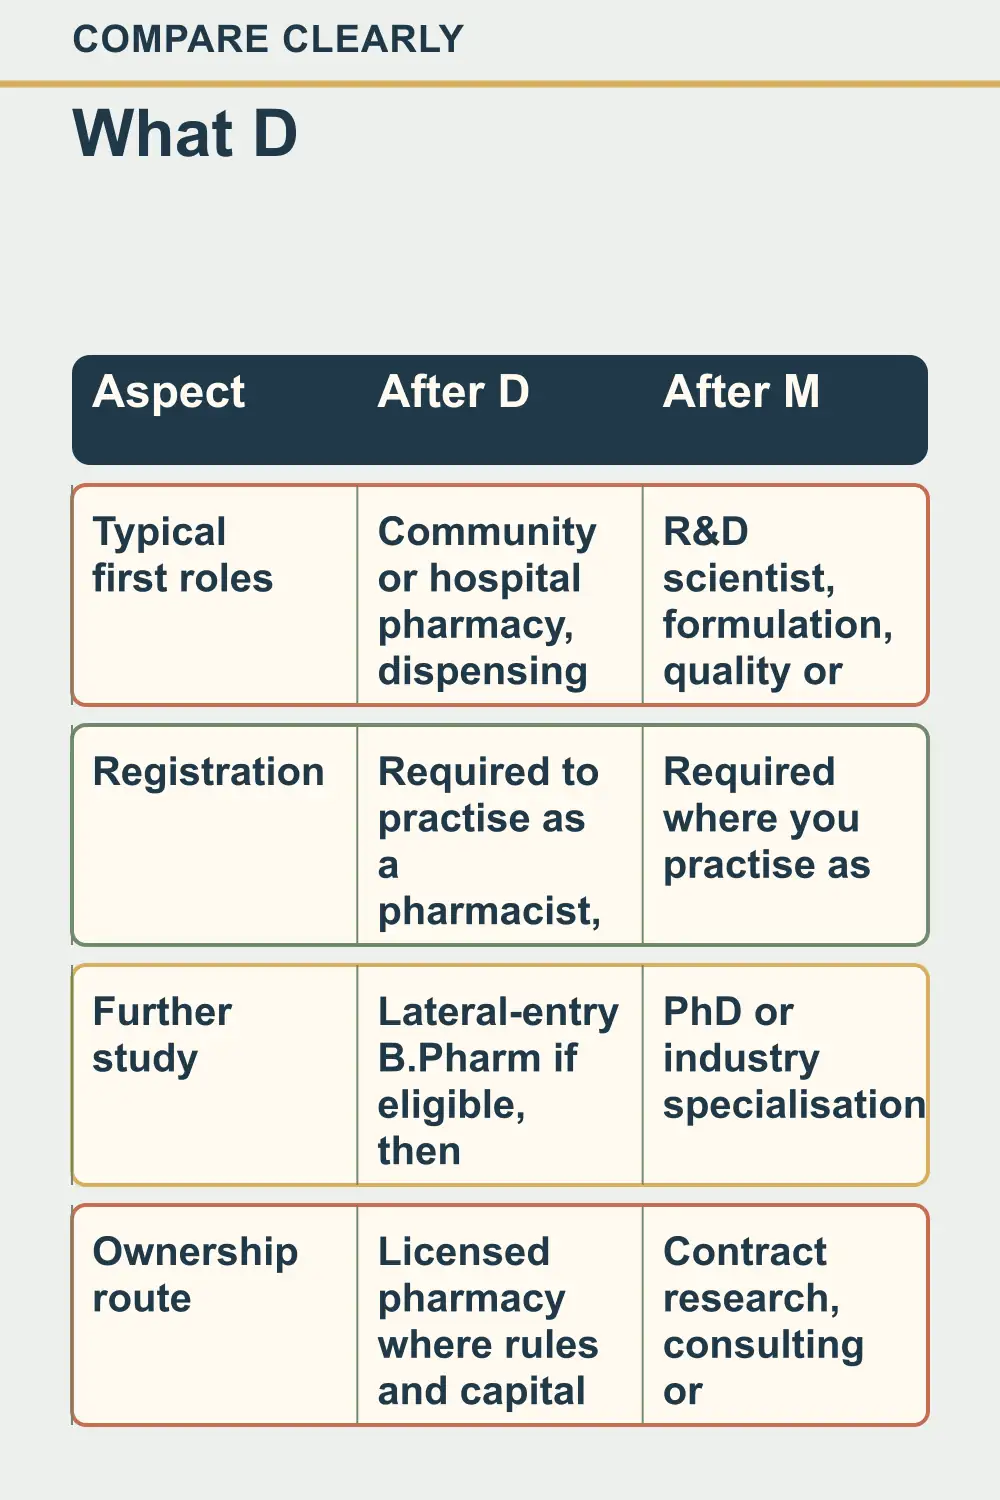 COMPARE CLEARLY
What D
Aspect
After D
After M
Typical
first roles
Community
or hospital
pharmacy,
dispensing
R&D
scientist,
formulation,
quality or
Registration
Required to
practise as
a
pharmacist,
Required
where you
practise as
Further
study
Lateral-entry
B.Pharm if
eligible,
then
PhD or
industry
specialisation
Ownership
route
Licensed
pharmacy
where rules
and capital
Contract
research,
consulting
or